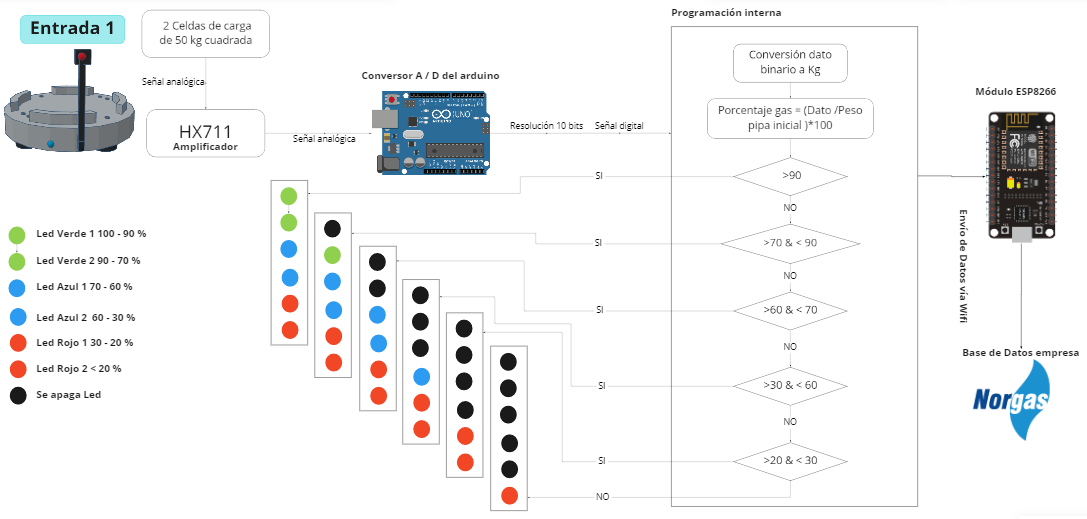 Entrada 1
2 Celdas de carga
de 50 kg cuadrada
Señal analógica
HX711
Amplificador
Señal analógica
Conversor A / D del arduino
UNO
Resolución 10 bits
Señal digital
Programación interna
Conversión dato
binario a Kg
Porcentaje gas = (Dato /Peso
pipa inicial )*100
>90
SI
NO
>70 & < 90
SI
NO
>60 & < 70
SI
NO
>30 & < 60
SI
NO
>20 & < 30
SI
NO
Módulo ESP8266
FC
Envío de Datos vía Wifi
Base de Datos empresa
Norgas
Led Verde 1 100 - 90 %
Led Verde 2 90 - 70 %
Led Azul 1 70 - 60 %
Led Azul 2 60 - 30 %
Led Rojo 1 30 - 20 %
Led Rojo 2 < 20 %
Se apaga Led